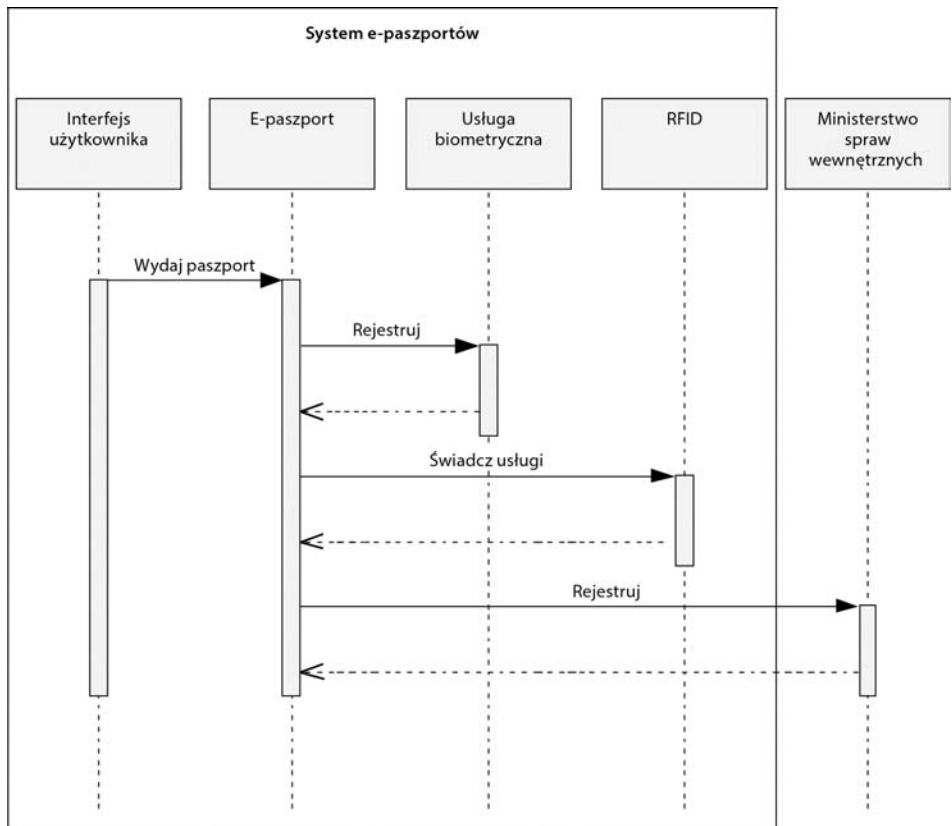 System e-paszportów
Interfejs
użytkownika
E-paszport
Usługa
biometryczna
RFID
Ministerstwo
spraw
wewnętrznych
Wydaj paszport
Rejestruj
Świadcz usługi
Rejestruj